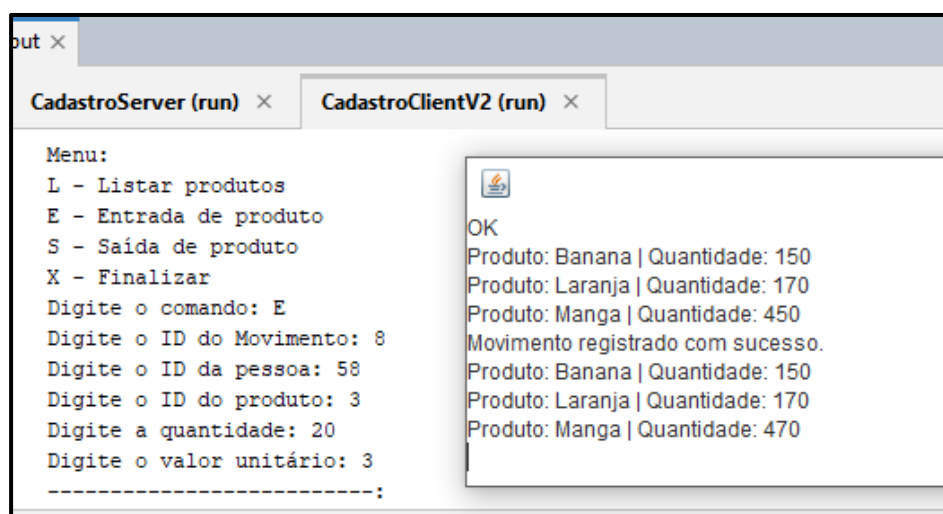 out ×
CadastroServer (run) ×
CadastroClientV2 (run) ×
Menu:
L - Listar produtos
E - Entrada de produto
S - Saída de produto
X - Finalizar
Digite o comando: E
Digite o ID do Movimento: 8
Digite o ID da pessoa: 58
Digite o ID do produto: 3
Digite a quantidade: 20
Digite o valor unitário: 3
--------------------------:
OK
Produto: Banana | Quantidade: 150
Produto: Laranja | Quantidade: 170
Produto: Manga | Quantidade: 450
Movimento registrado com sucesso.
Produto: Banana | Quantidade: 150
Produto: Laranja | Quantidade: 170
Produto: Manga | Quantidade: 470